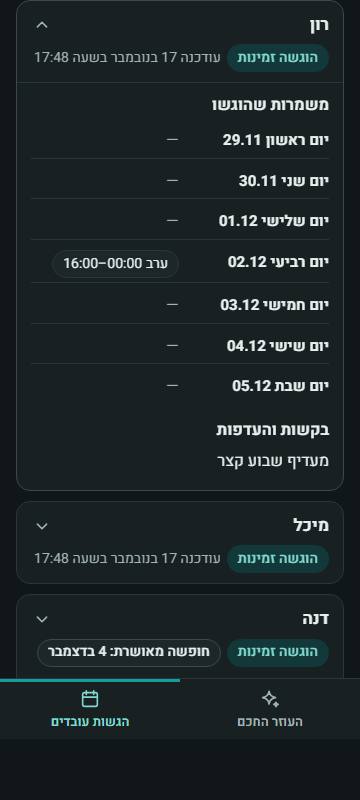 רון
הוגשה זמינות עודכנה 17 בנובמבר בשעה 17:48
משמרות שהוגשו
יום ראשון 29.11 —
יום שני 30.11 —
יום שלישי 01.12 —
יום רביעי 02.12 ערב 16:00–00:00
יום חמישי 03.12 —
יום שישי 04.12 —
יום שבת 05.12 —
בקשות והעדפות
מעדיף שבוע קצר
מיכל
הוגשה זמינות עודכנה 17 בנובמבר בשעה 17:48
דנה
הוגשה זמינות חופשה מאושרת: 4 בדצמבר
העוזר החכם
הגשות עובדים